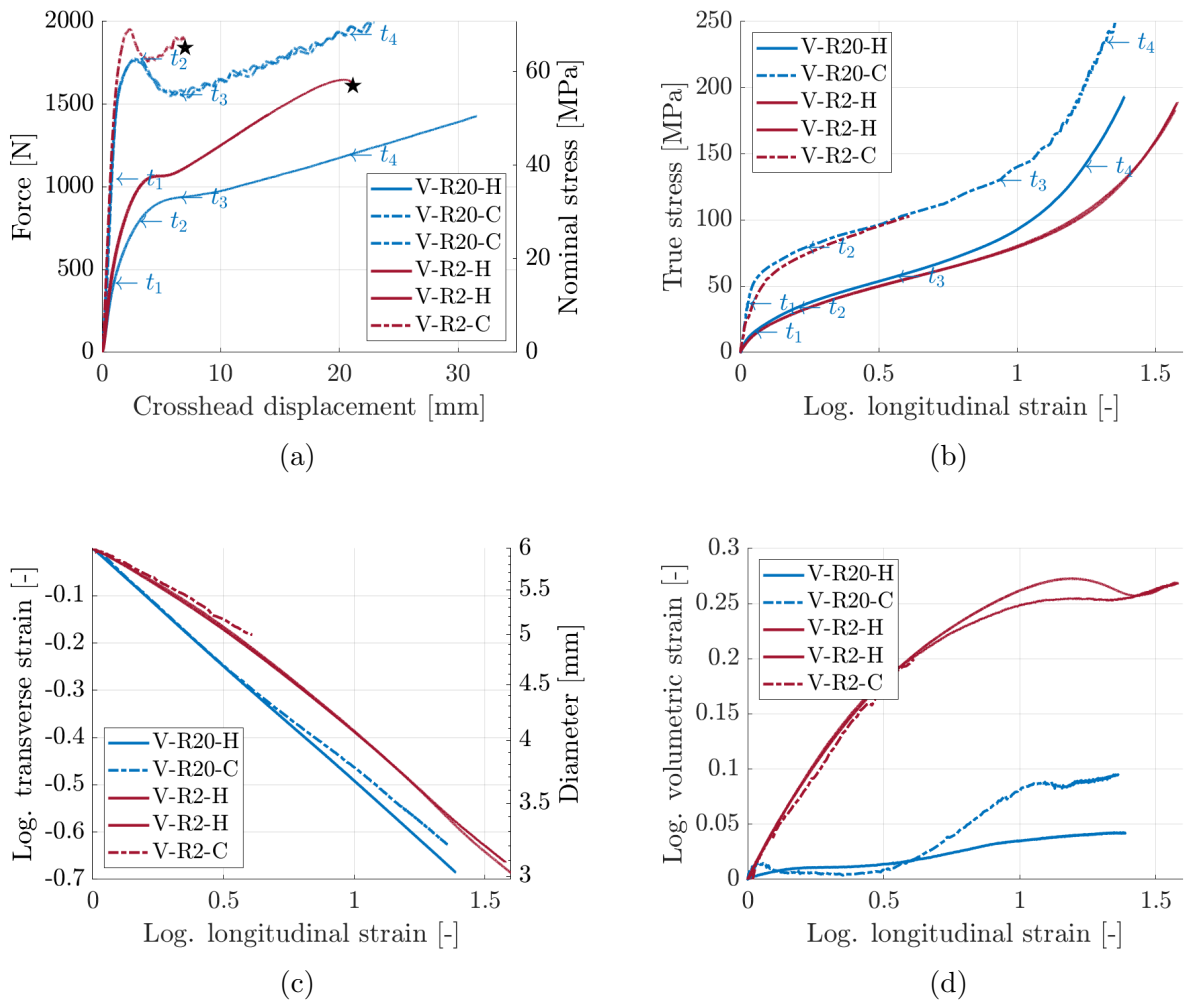 2000
1500
1000
500
0
Force [N]
60
40
20
0
Nominal stress [MPa]
t2
t4
t3
t1
t4
t3
t2
t1
V-R20-H
V-R20-C
V-R20-C
V-R2-H
V-R2-H
V-R2-C
0 10 20 30
Crosshead displacement [mm]
(a)
250
200
150
100
50
0
True stress [MPa]
V-R20-H
V-R20-C
V-R2-H
V-R2-H
V-R2-C
t4
t3
t4
t2
t3
t1
t2
t1
0 0.5 1 1.5
Log. longitudinal strain [-]
(b)
-0.1
-0.2
-0.3
-0.4
-0.5
-0.6
-0.7
Log. transverse strain [-]
6
5.5
5
4.5
4
3.5
3
Diameter [mm]
V-R20-H
V-R20-C
V-R2-H
V-R2-H
V-R2-C
0 0.5 1 1.5
Log. longitudinal strain [-]
(c)
0.3
0.25
0.2
0.15
0.1
0.05
0
Log. volumetric strain [-]
V-R20-H
V-R20-C
V-R2-H
V-R2-H
V-R2-C
0 0.5 1 1.5
Log. longitudinal strain [-]
(d)